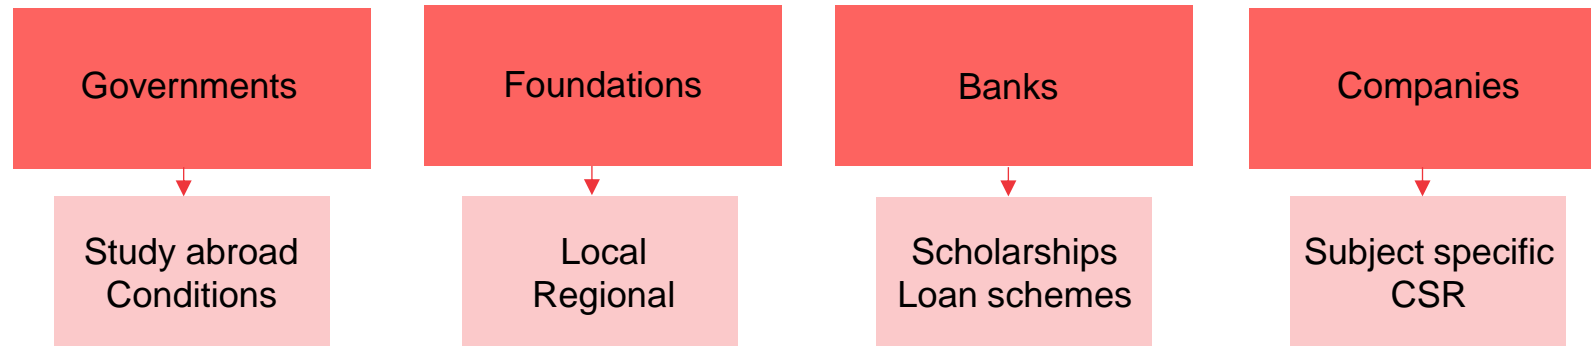 Governments
Foundations
Banks
Companies
Study abroad
Conditions
Local
Regional
Scholarships
Loan schemes
Subject specific
CSR